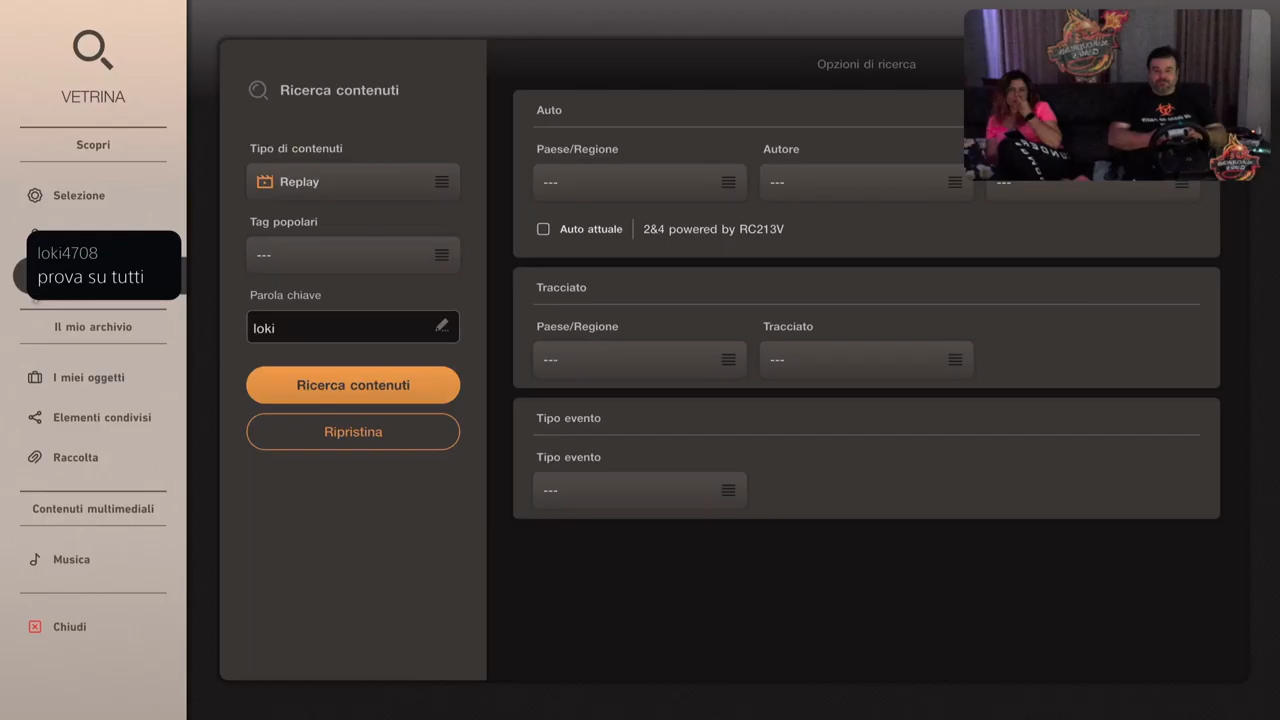 VETRINA
Scopri
Selezione
loki4708
prova su tutti
Il mio archivio
I miei oggetti
Elementi condivisi
Raccolta
Contenuti multimediali
Musica
Chiudi
Ricerca contenuti
Tipo di contenuti
Replay
Tag popolari
---
Parola chiave
loki
Ricerca contenuti
Ripristina
Opzioni di ricerca
Auto
Paese/Regione
Autore
---
---
---
Auto attuale
2&4 powered by RC213V
Tracciato
Paese/Regione
Tracciato
---
---
Tipo evento
Tipo evento
---